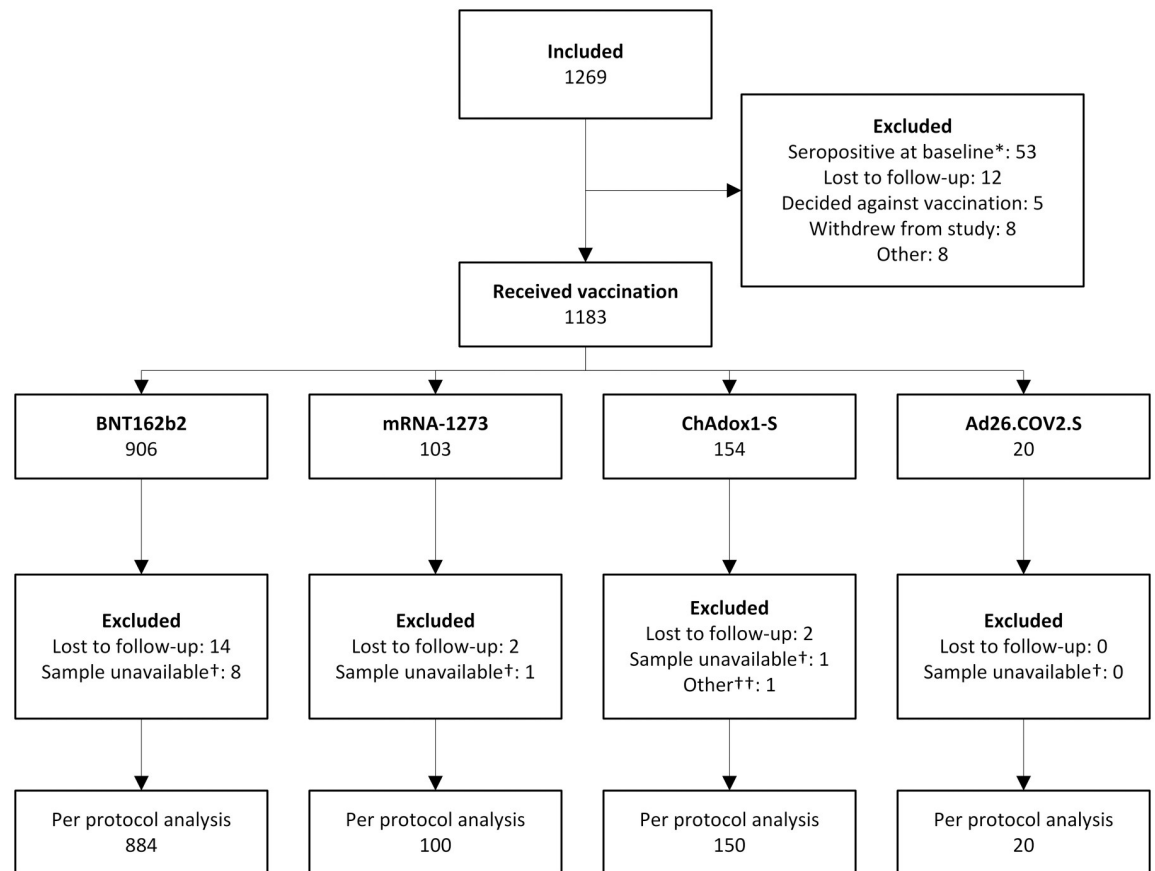 Included
1269
Excluded
Seropositive at baseline*: 53
Lost to follow-up: 12
Decided against vaccination: 5
Withdrew from study: 8
Other: 8
Received vaccination
1183
BNT162b2
906
mRNA-1273
103
ChAdox1-S
154
Ad26.COV2.S
20
Excluded
Lost to follow-up: 14
Sample unavailable†: 8
Excluded
Lost to follow-up: 2
Sample unavailable†: 1
Excluded
Lost to follow-up: 2
Sample unavailable†: 1
Other††: 1
Excluded
Lost to follow-up: 0
Sample unavailable†: 0
Per protocol analysis
884
Per protocol analysis
100
Per protocol analysis
150
Per protocol analysis
20